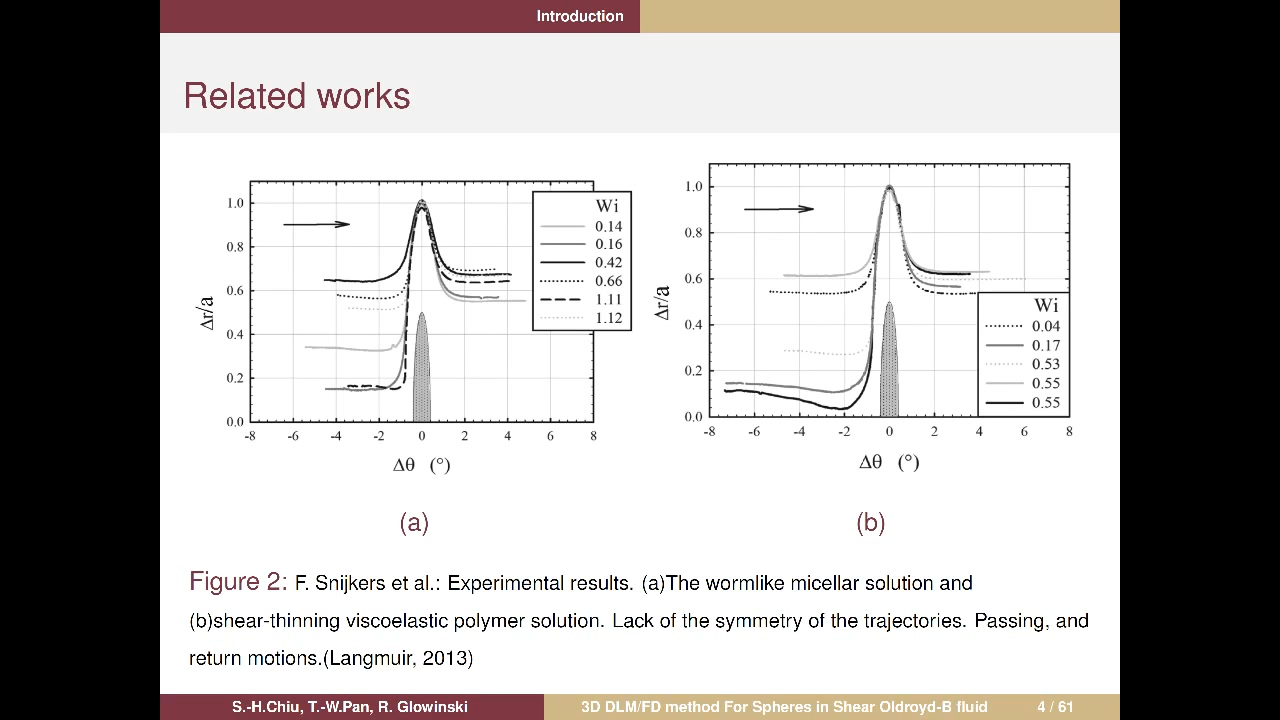 Introduction
Related works
1.0
0.8
0.6
0.4
0.2
0.0
Δr/a
-8 -6 -4 -2 0 2 4 6 8
Δθ (°)
Wi
0.14
0.16
0.42
0.66
1.11
1.12
(a)
1.0
0.8
0.6
0.4
0.2
0.0
Δr/a
-8 -6 -4 -2 0 2 4 6 8
Δθ (°)
Wi
0.04
0.17
0.53
0.55
0.55
(b)
Figure 2: F. Snijkers et al.: Experimental results. (a)The wormlike micellar solution and
(b)shear-thinning viscoelastic polymer solution. Lack of the symmetry of the trajectories. Passing, and
return motions.(Langmuir, 2013)
S.-H.Chiu, T.-W.Pan, R. Glowinski
3D DLM/FD method For Spheres in Shear Oldroyd-B fluid
4 / 61